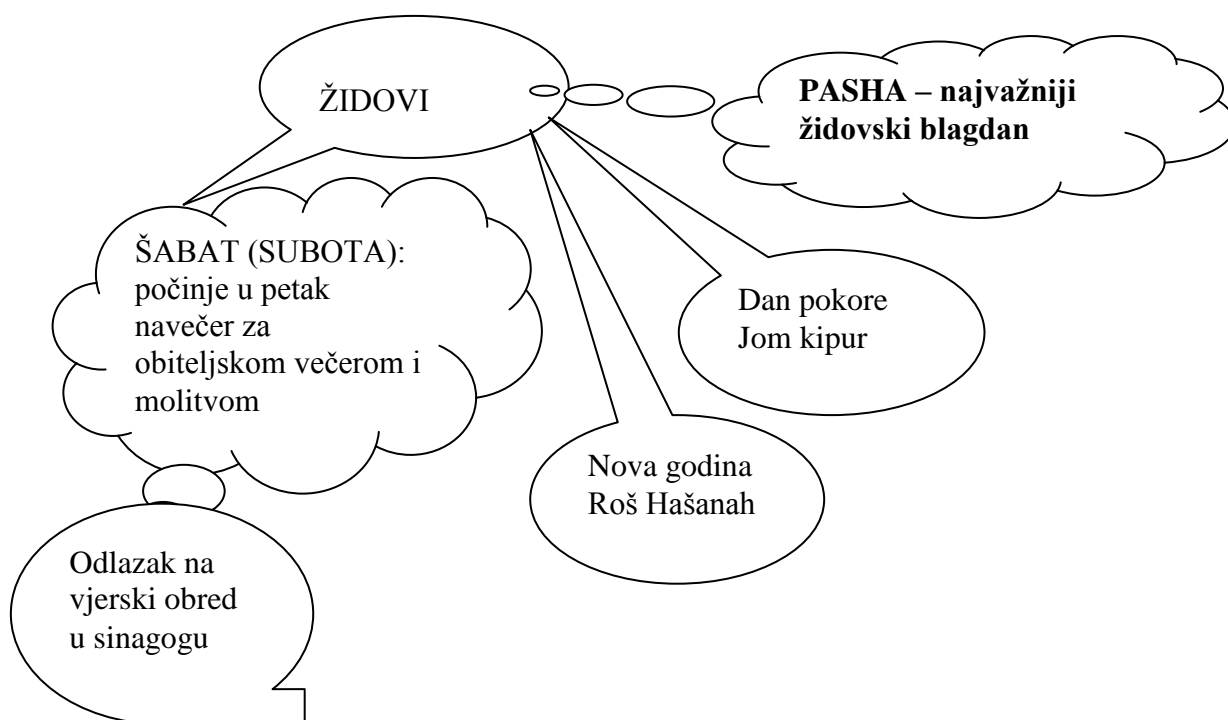 ŽIDOVI
PASHA – najvažniji
židovski blagdan
ŠABAT (SUBOTA):
počinje u petak
navečer za
obiteljskom večerom i
molitvom
Dan pokore
Jom kipur
Nova godina
Roš Hašanah
Odlazak na
vjerski obred
u sinagogu